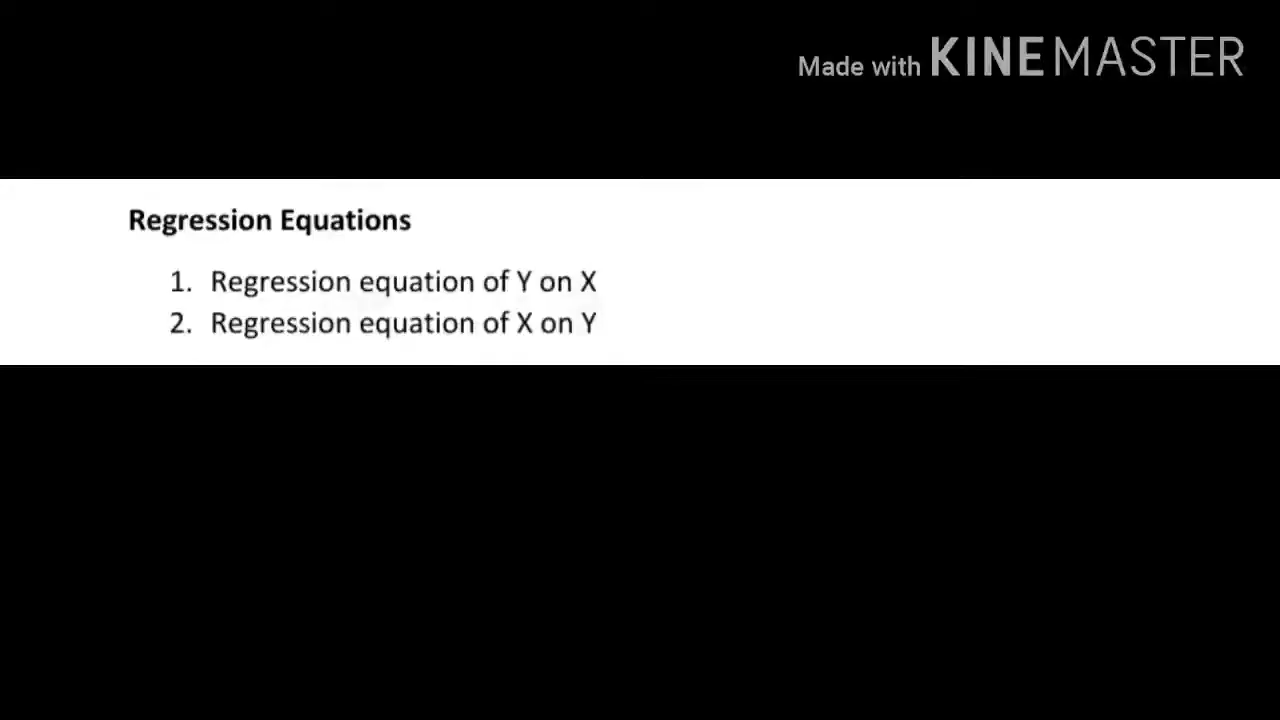 Made with KINEMASTER
Regression Equations
1. Regression equation of Y on X
2. Regression equation of X on Y